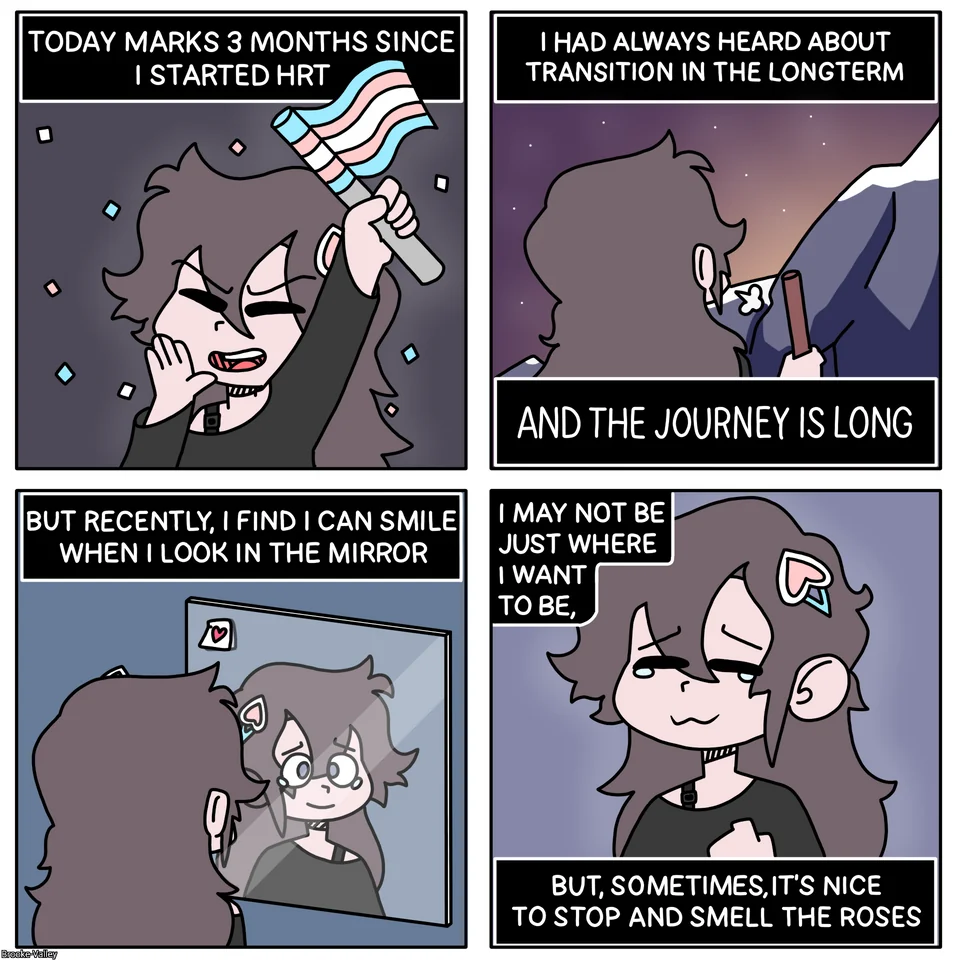 TODAY MARKS 3 MONTHS SINCE
I STARTED HRT
I HAD ALWAYS HEARD ABOUT
TRANSITION IN THE LONGTERM
AND THE JOURNEY IS LONG
BUT RECENTLY, I FIND I CAN SMILE
WHEN I LOOK IN THE MIRROR
I MAY NOT BE
JUST WHERE
I WANT
TO BE,
BUT, SOMETIMES, IT'S NICE
TO STOP AND SMELL THE ROSES
Brooke-Valley